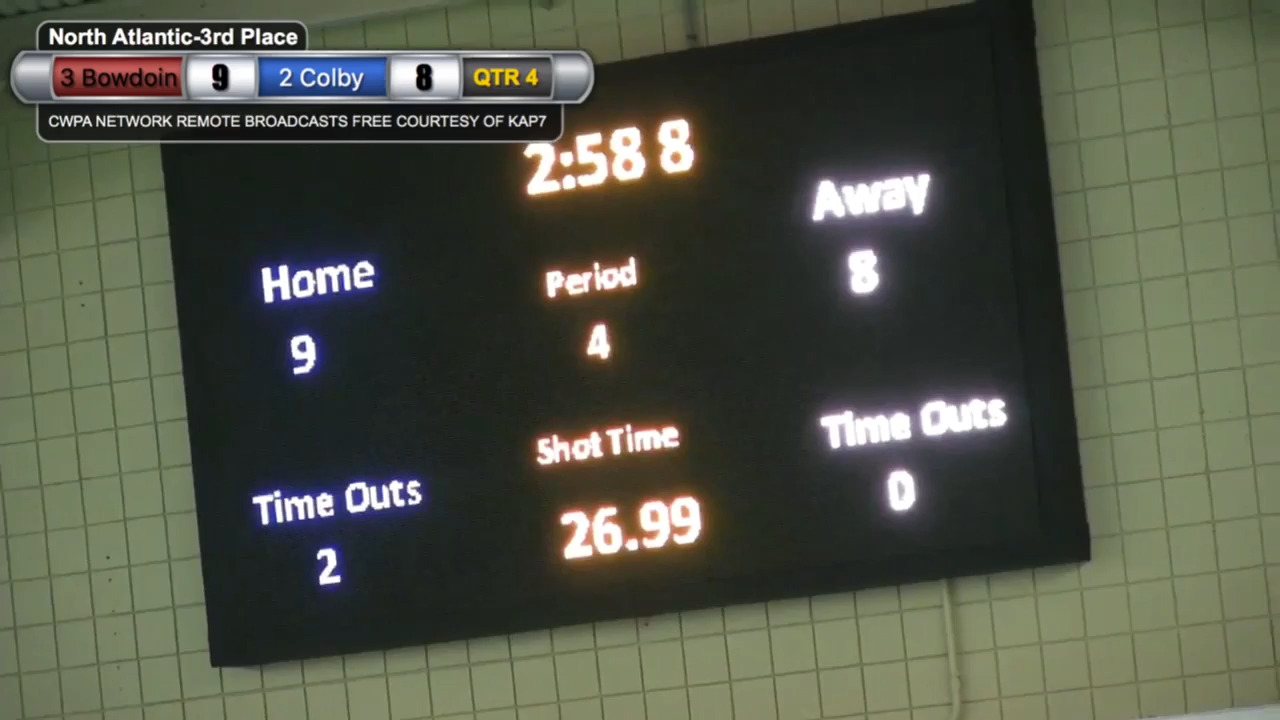 North Atlantic-3rd Place
3 Bowdoin 9 2 Colby 8 QTR 4
CWPA NETWORK REMOTE BROADCASTS FREE COURTESY OF KAP7
2:58 8
Home Period Away
9 4 8
Time Outs Shot Time Time Outs
2 26.99 0